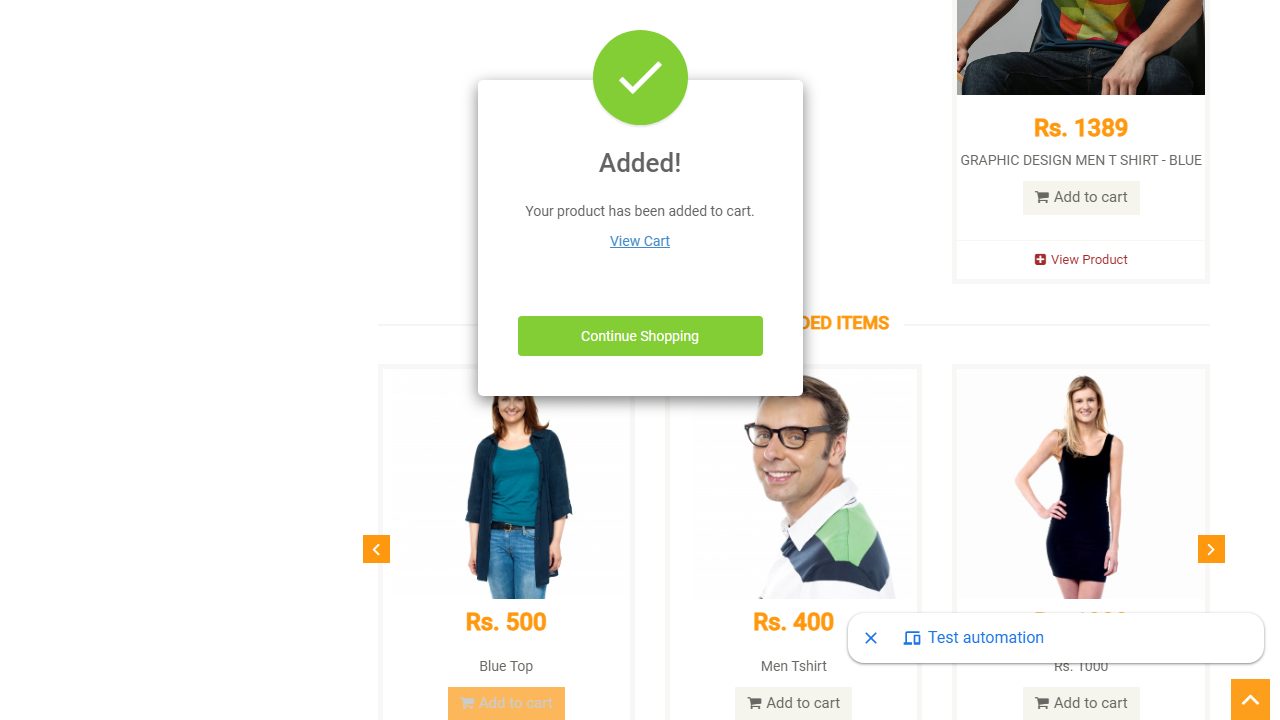 Rs. 1389
GRAPHIC DESIGN MEN T SHIRT - BLUE
Add to cart
View Product
Added!
Your product has been added to cart.
View Cart
Continue Shopping
DED ITEMS
Rs. 500
Blue Top
Add to cart
Rs. 400
Men Tshirt
Add to cart
Rs. 1000
Add to cart
Test automation